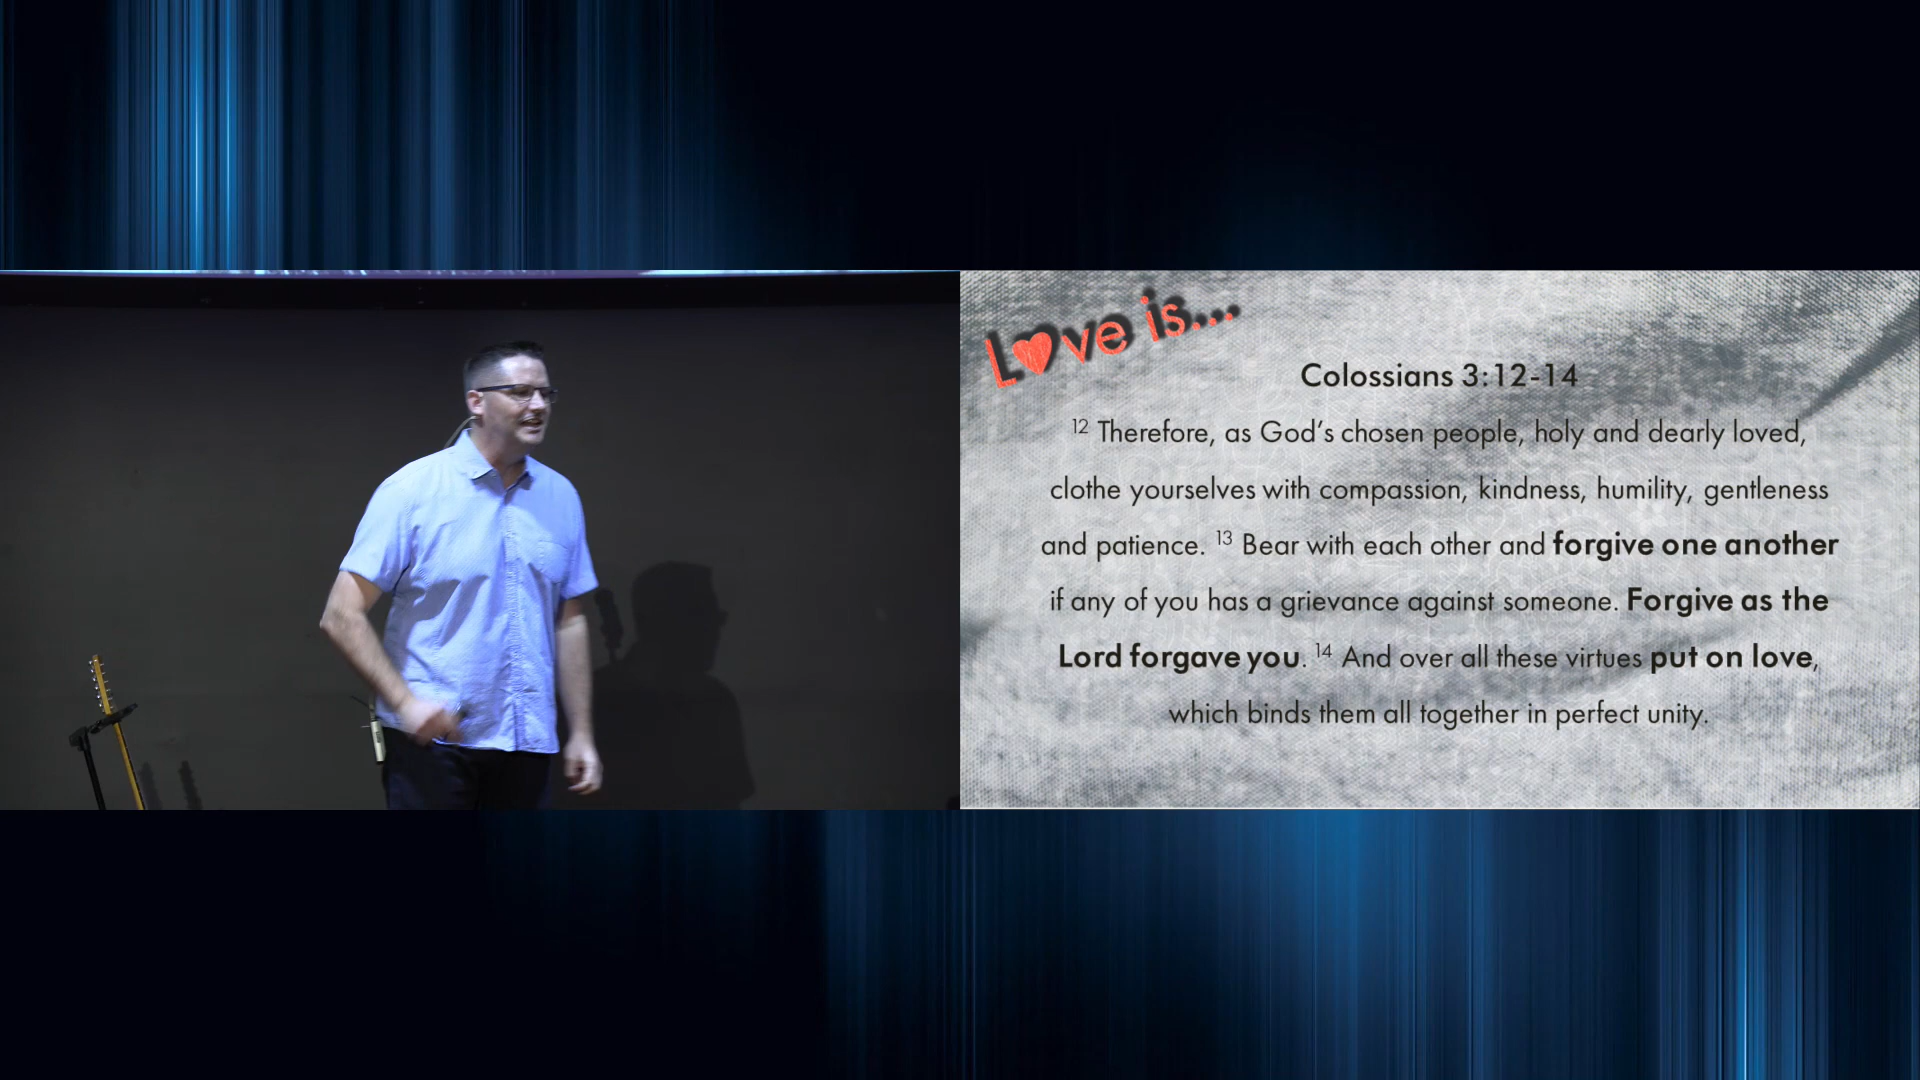 Love is...
Colossians 3:12-14
12 Therefore, as God’s chosen people, holy and dearly loved,
clothe yourselves with compassion, kindness, humility, gentleness
and patience. 13 Bear with each other and forgive one another
if any of you has a grievance against someone. Forgive as the
Lord forgave you. 14 And over all these virtues put on love,
which binds them all together in perfect unity.